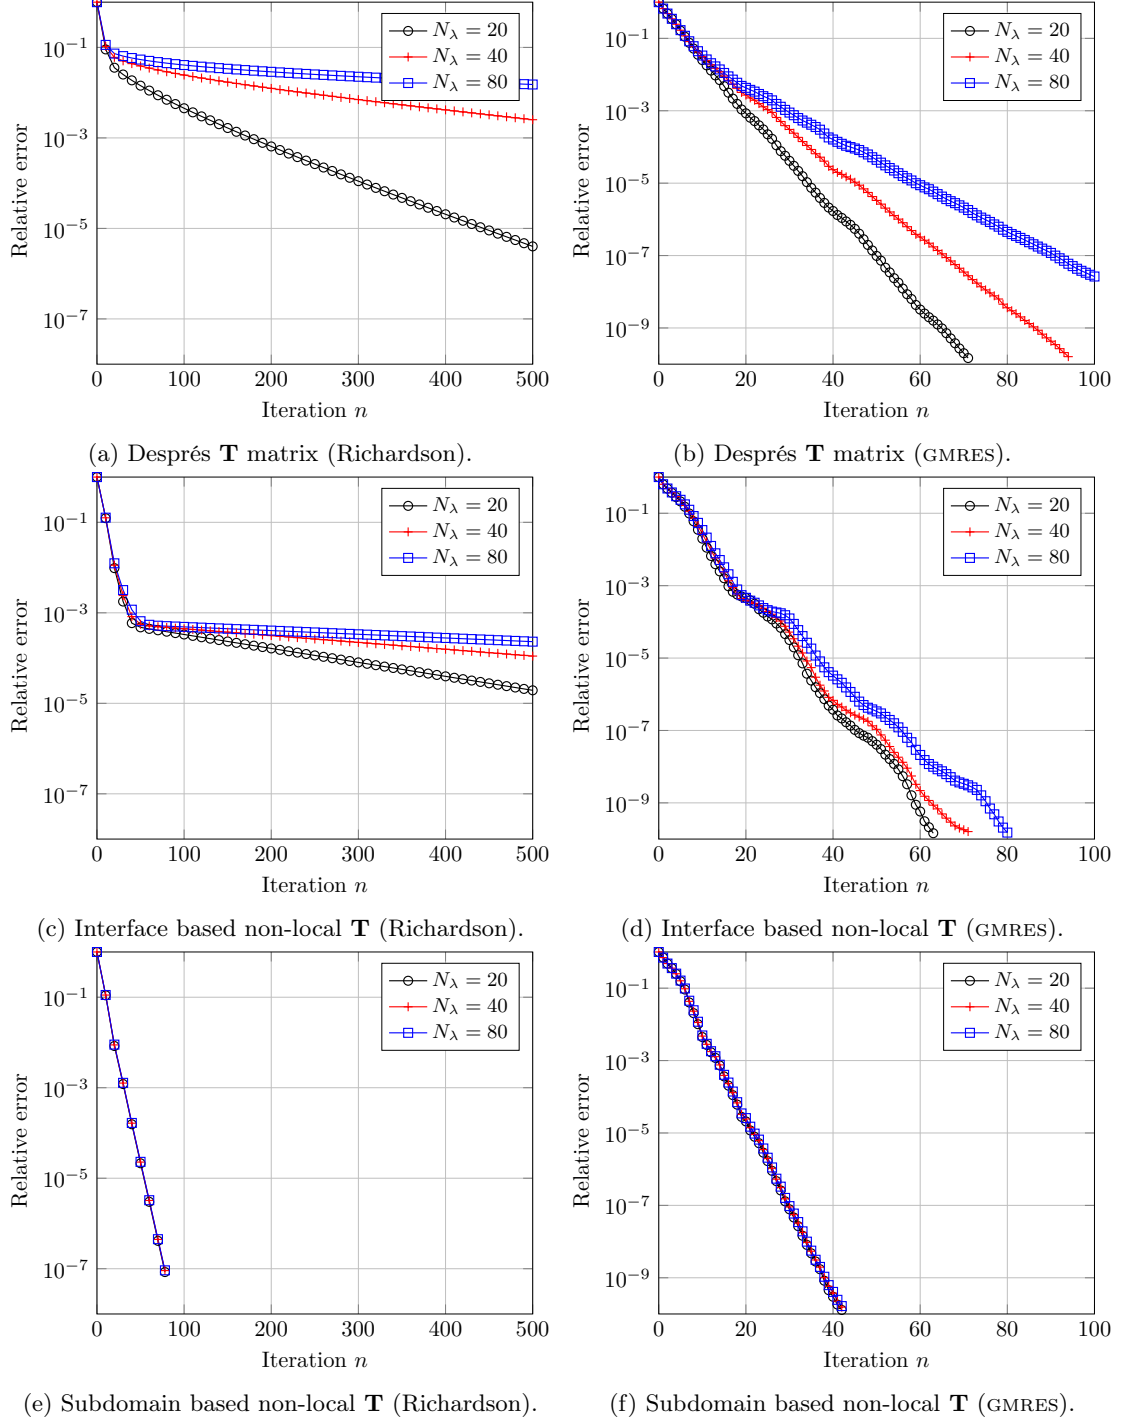 10^{-1}
10^{-3}
10^{-5}
10^{-7}
Relative error
0 100 200 300 400 500
Iteration n
N_λ = 20
N_λ = 40
N_λ = 80
(a) Després T matrix (Richardson).
10^{-1}
10^{-3}
10^{-5}
10^{-7}
10^{-9}
Relative error
0 20 40 60 80 100
Iteration n
N_λ = 20
N_λ = 40
N_λ = 80
(b) Després T matrix (GMRES).
10^{-1}
10^{-3}
10^{-5}
10^{-7}
Relative error
0 100 200 300 400 500
Iteration n
N_λ = 20
N_λ = 40
N_λ = 80
(c) Interface based non-local T (Richardson).
10^{-1}
10^{-3}
10^{-5}
10^{-7}
10^{-9}
Relative error
0 20 40 60 80 100
Iteration n
N_λ = 20
N_λ = 40
N_λ = 80
(d) Interface based non-local T (GMRES).
10^{-1}
10^{-3}
10^{-5}
10^{-7}
Relative error
0 100 200 300 400 500
Iteration n
N_λ = 20
N_λ = 40
N_λ = 80
(e) Subdomain based non-local T (Richardson).
10^{-1}
10^{-3}
10^{-5}
10^{-7}
10^{-9}
Relative error
0 20 40 60 80 100
Iteration n
N_λ = 20
N_λ = 40
N_λ = 80
(f) Subdomain based non-local T (GMRES).